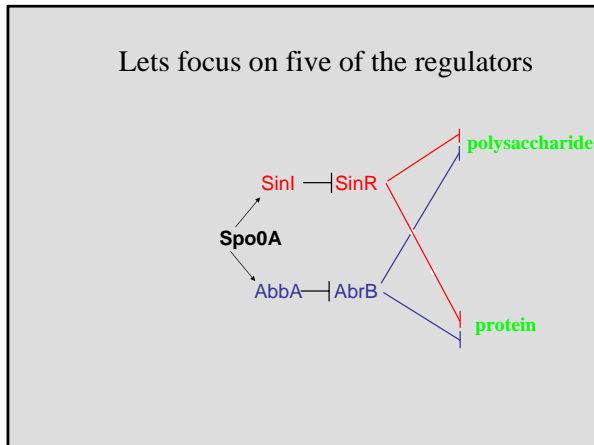 Lets focus on five of the regulators
polysaccharide
SinI SinR
Spo0A
AbbA AbrB
protein